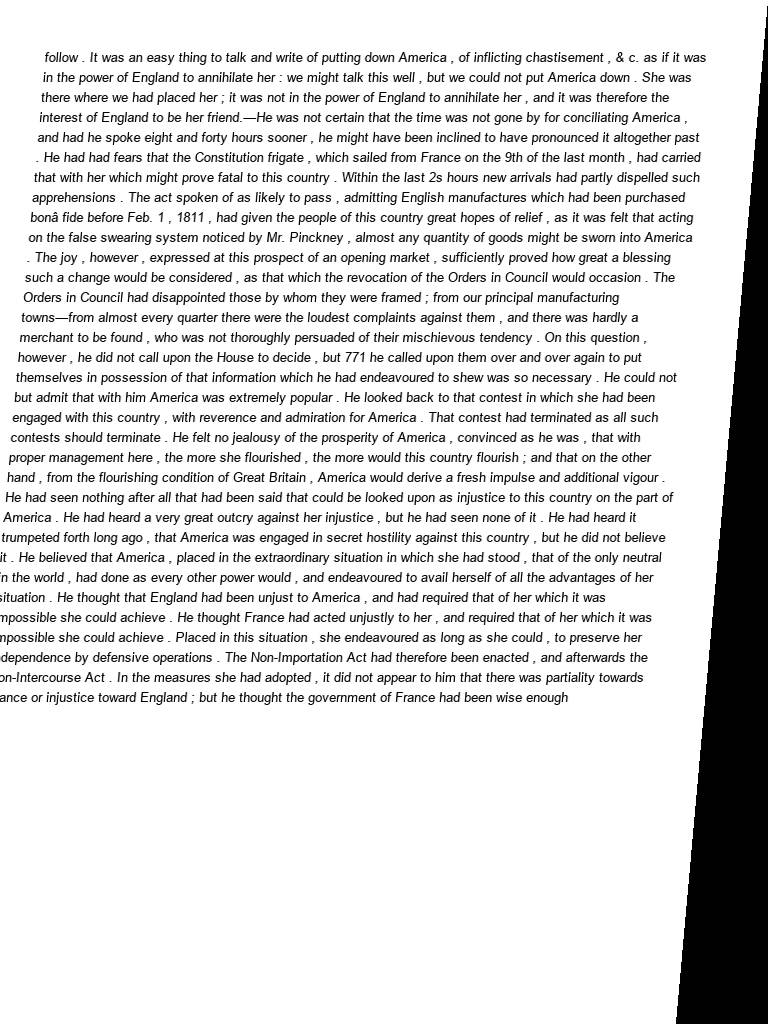 follow . It was an easy thing to talk and write of putting down America , of inflicting chastisement , & c. as if it was
in the power of England to annihilate her : we might talk this well , but we could not put America down . She was
there where we had placed her ; it was not in the power of England to annihilate her , and it was therefore the
interest of England to be her friend.—He was not certain that the time was not gone by for conciliating America ,
and had he spoke eight and forty hours sooner , he might have been inclined to have pronounced it altogether past
. He had had fears that the Constitution frigate , which sailed from France on the 9th of the last month , had carried
that with her which might prove fatal to this country . Within the last 2s hours new arrivals had partly dispelled such
apprehensions . The act spoken of as likely to pass , admitting English manufactures which had been purchased
bonâ fide before Feb. 1 , 1811 , had given the people of this country great hopes of relief , as it was felt that acting
on the false swearing system noticed by Mr. Pinckney , almost any quantity of goods might be sworn into America
. The joy , however , expressed at this prospect of an opening market , sufficiently proved how great a blessing
such a change would be considered , as that which the revocation of the Orders in Council would occasion . The
Orders in Council had disappointed those by whom they were framed ; from our principal manufacturing
towns—from almost every quarter there were the loudest complaints against them , and there was hardly a
merchant to be found , who was not thoroughly persuaded of their mischievous tendency . On this question ,
however , he did not call upon the House to decide , but 771 he called upon them over and over again to put
themselves in possession of that information which he had endeavoured to shew was so necessary . He could not
but admit that with him America was extremely popular . He looked back to that contest in which she had been
engaged with this country , with reverence and admiration for America . That contest had terminated as all such
contests should terminate . He felt no jealousy of the prosperity of America , convinced as he was , that with
proper management here , the more she flourished , the more would this country flourish ; and that on the other
hand , from the flourishing condition of Great Britain , America would derive a fresh impulse and additional vigour .
He had seen nothing after all that had been said that could be looked upon as injustice to this country on the part of
America . He had heard a very great outcry against her injustice , but he had seen none of it . He had heard it
trumpeted forth long ago , that America was engaged in secret hostility against this country , but he did not believe
it . He believed that America , placed in the extraordinary situation in which she had stood , that of the only neutral
in the world , had done as every other power would , and endeavoured to avail herself of all the advantages of her
situation . He thought that England had been unjust to America , and had required that of her which it was
mpossible she could achieve . He thought France had acted unjustly to her , and required that of her which it was
mpossible she could achieve . Placed in this situation , she endeavoured as long as she could , to preserve her
dependence by defensive operations . The Non-Importation Act had therefore been enacted , and afterwards the
on-Intercourse Act . In the measures she had adopted , it did not appear to him that there was partiality towards
ance or injustice toward England ; but he thought the government of France had been wise enough